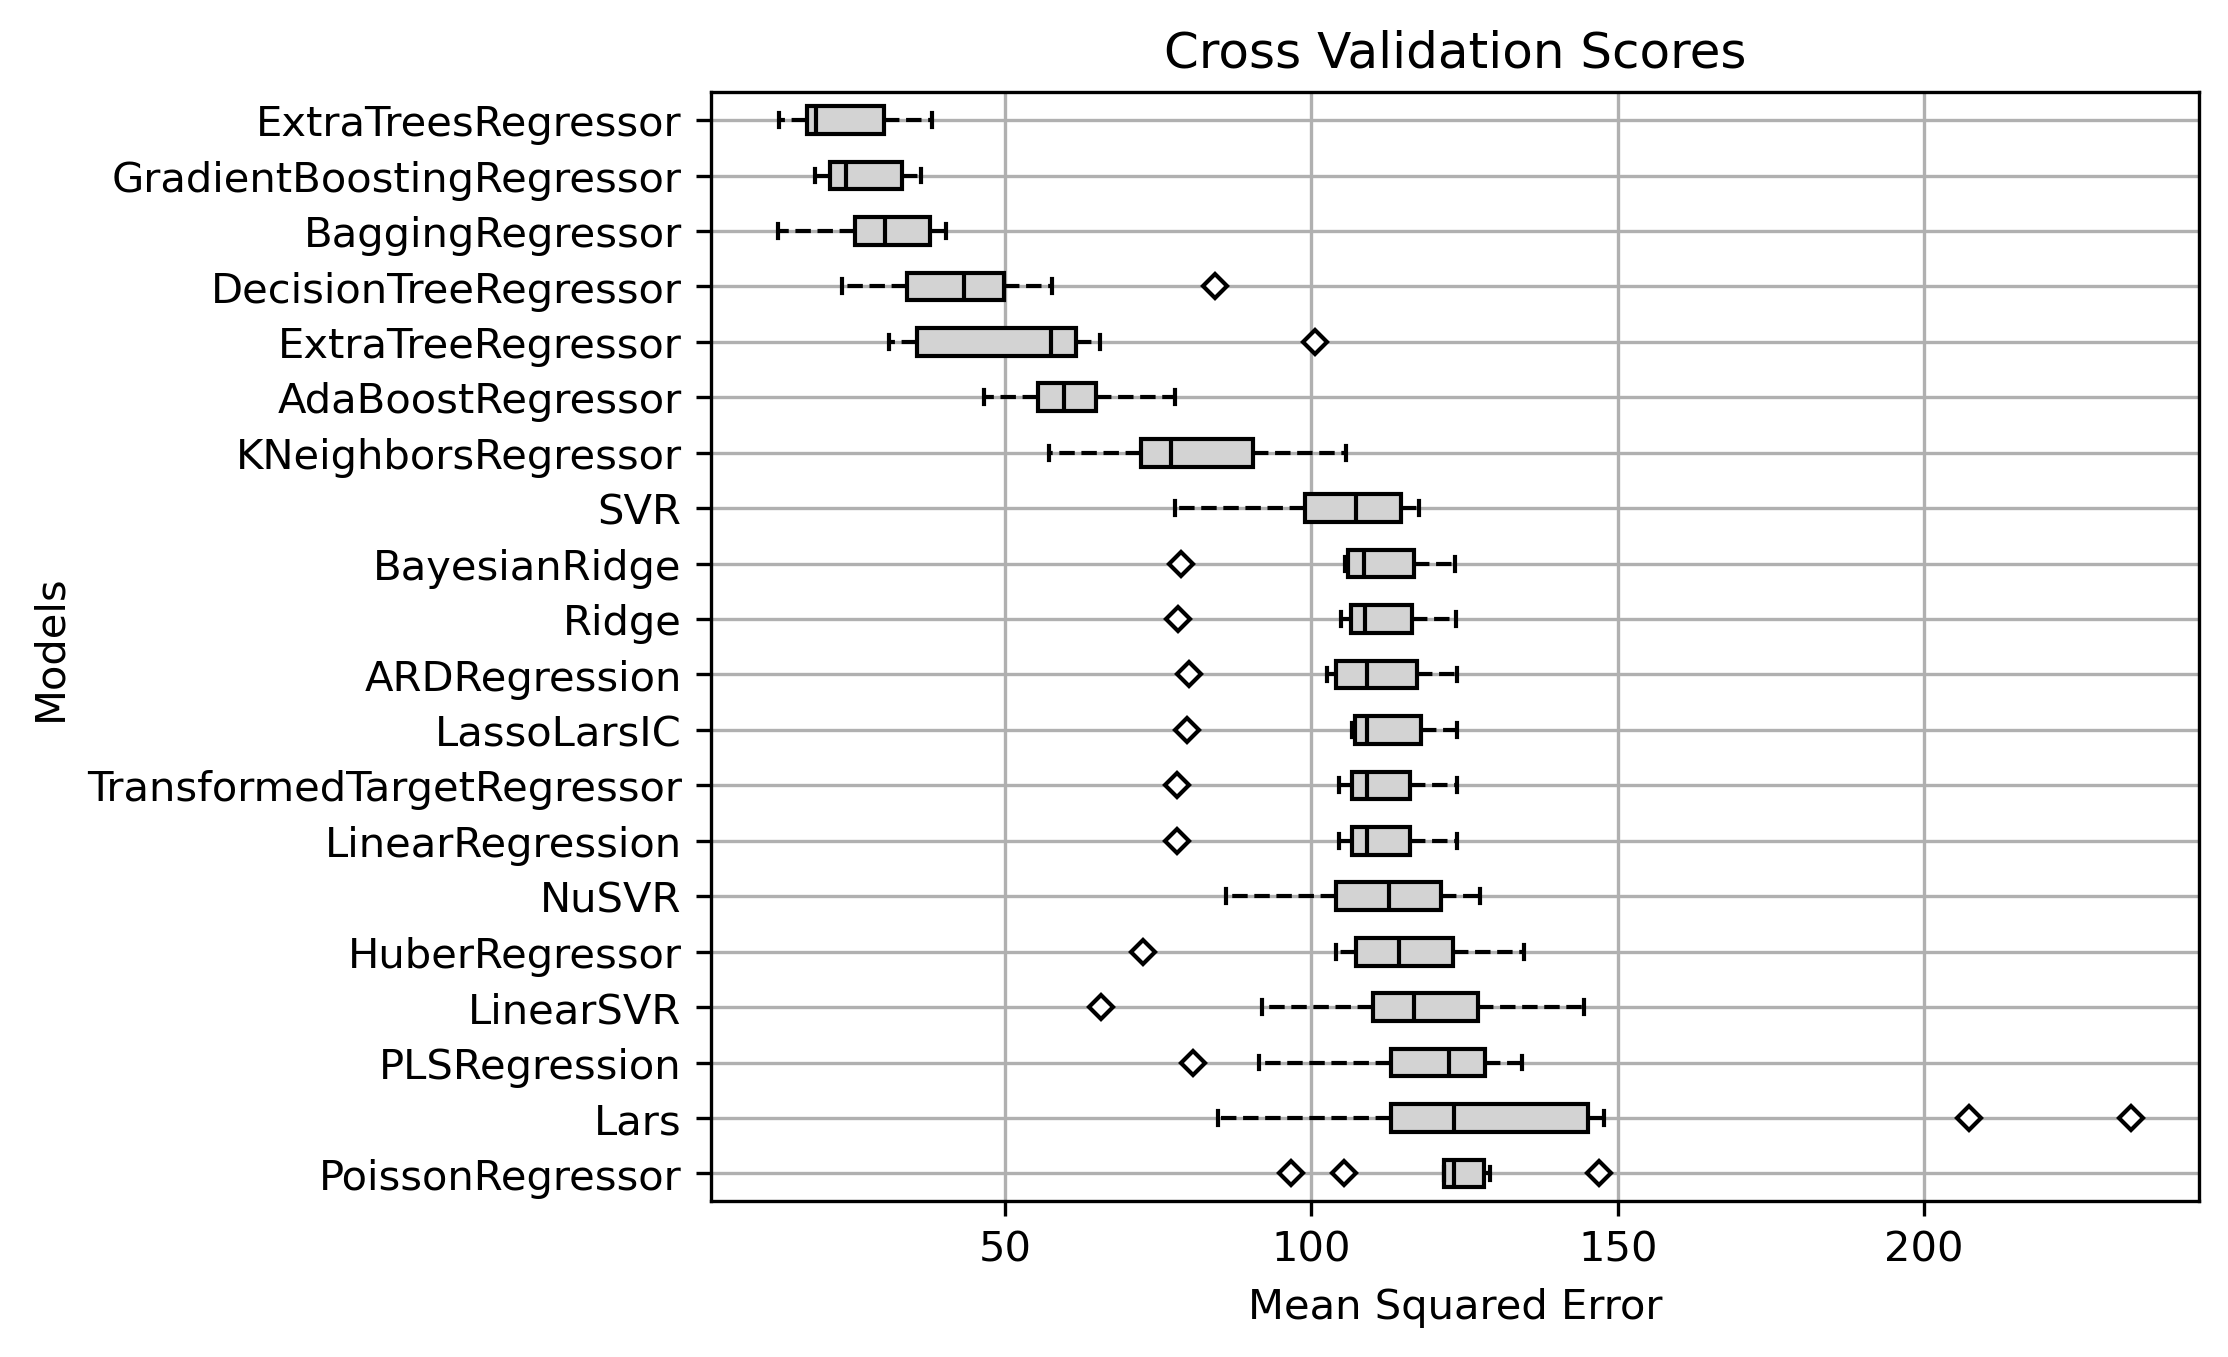 Cross Validation Scores
ExtraTreesRegressor
GradientBoostingRegressor
BaggingRegressor
DecisionTreeRegressor
ExtraTreeRegressor
AdaBoostRegressor
KNeighborsRegressor
SVR
BayesianRidge
Ridge
ARDRegression
LassoLarsIC
TransformedTargetRegressor
LinearRegression
NuSVR
HuberRegressor
LinearSVR
PLSRegression
Lars
PoissonRegressor
Models
50 100 150 200
Mean Squared Error